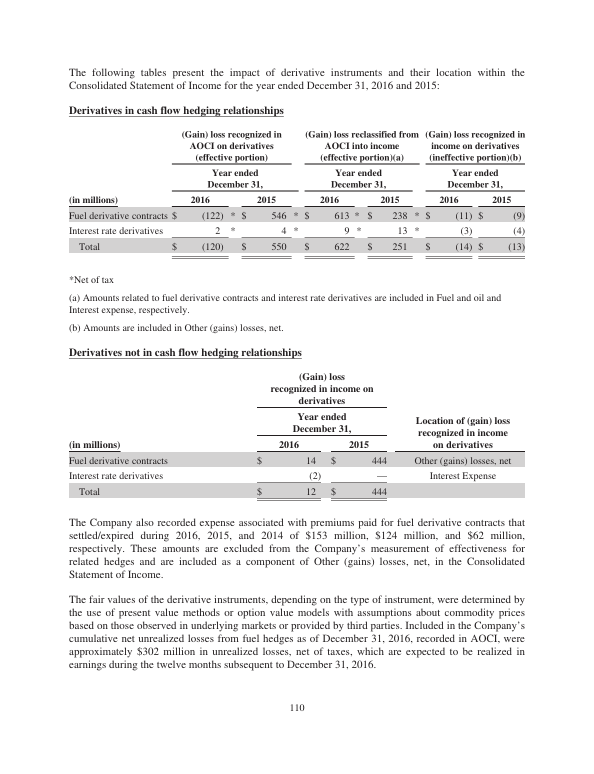 The following tables present the impact of derivative instruments and their location within the
Consolidated Statement of Income for the year ended December 31, 2016 and 2015:
Derivatives in cash flow hedging relationships
(Gain) loss recognized in (Gain) loss reclassified from (Gain) loss recognized in
AOCI on derivatives AOCI into income income on derivatives
(effective portion) (effective portion)(a) (ineffective portion)(b)
Year ended Year ended Year ended
December 31, December 31, December 31,
(in millions) 2016 2015 2016 2015 2016 2015
Fuel derivative contracts $ (122) * $ 546 * $ 613 * $ 238 * $ (11) $ (9)
Interest rate derivatives 2 * 4 * 9 * 13 * (3) (4)
Total $ (120) $ 550 $ 622 $ 251 $ (14) $ (13)
*Net of tax
(a) Amounts related to fuel derivative contracts and interest rate derivatives are included in Fuel and oil and
Interest expense, respectively.
(b) Amounts are included in Other (gains) losses, net.
Derivatives not in cash flow hedging relationships
(Gain) loss
recognized in income on
derivatives
Year ended Location of (gain) loss
December 31, recognized in income
(in millions) 2016 2015 on derivatives
Fuel derivative contracts $ 14 $ 444 Other (gains) losses, net
Interest rate derivatives (2) — Interest Expense
Total $ 12 $ 444
The Company also recorded expense associated with premiums paid for fuel derivative contracts that
settled/expired during 2016, 2015, and 2014 of $153 million, $124 million, and $62 million,
respectively. These amounts are excluded from the Company's measurement of effectiveness for
related hedges and are included as a component of Other (gains) losses, net, in the Consolidated
Statement of Income.
The fair values of the derivative instruments, depending on the type of instrument, were determined by
the use of present value methods or option value models with assumptions about commodity prices
based on those observed in underlying markets or provided by third parties. Included in the Company's
cumulative net unrealized losses from fuel hedges as of December 31, 2016, recorded in AOCI, were
approximately $302 million in unrealized losses, net of taxes, which are expected to be realized in
earnings during the twelve months subsequent to December 31, 2016.
110